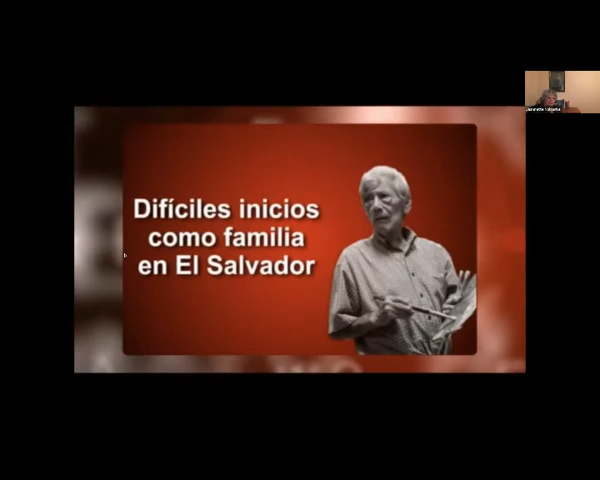 Difíciles inicios
como familia
en El Salvador